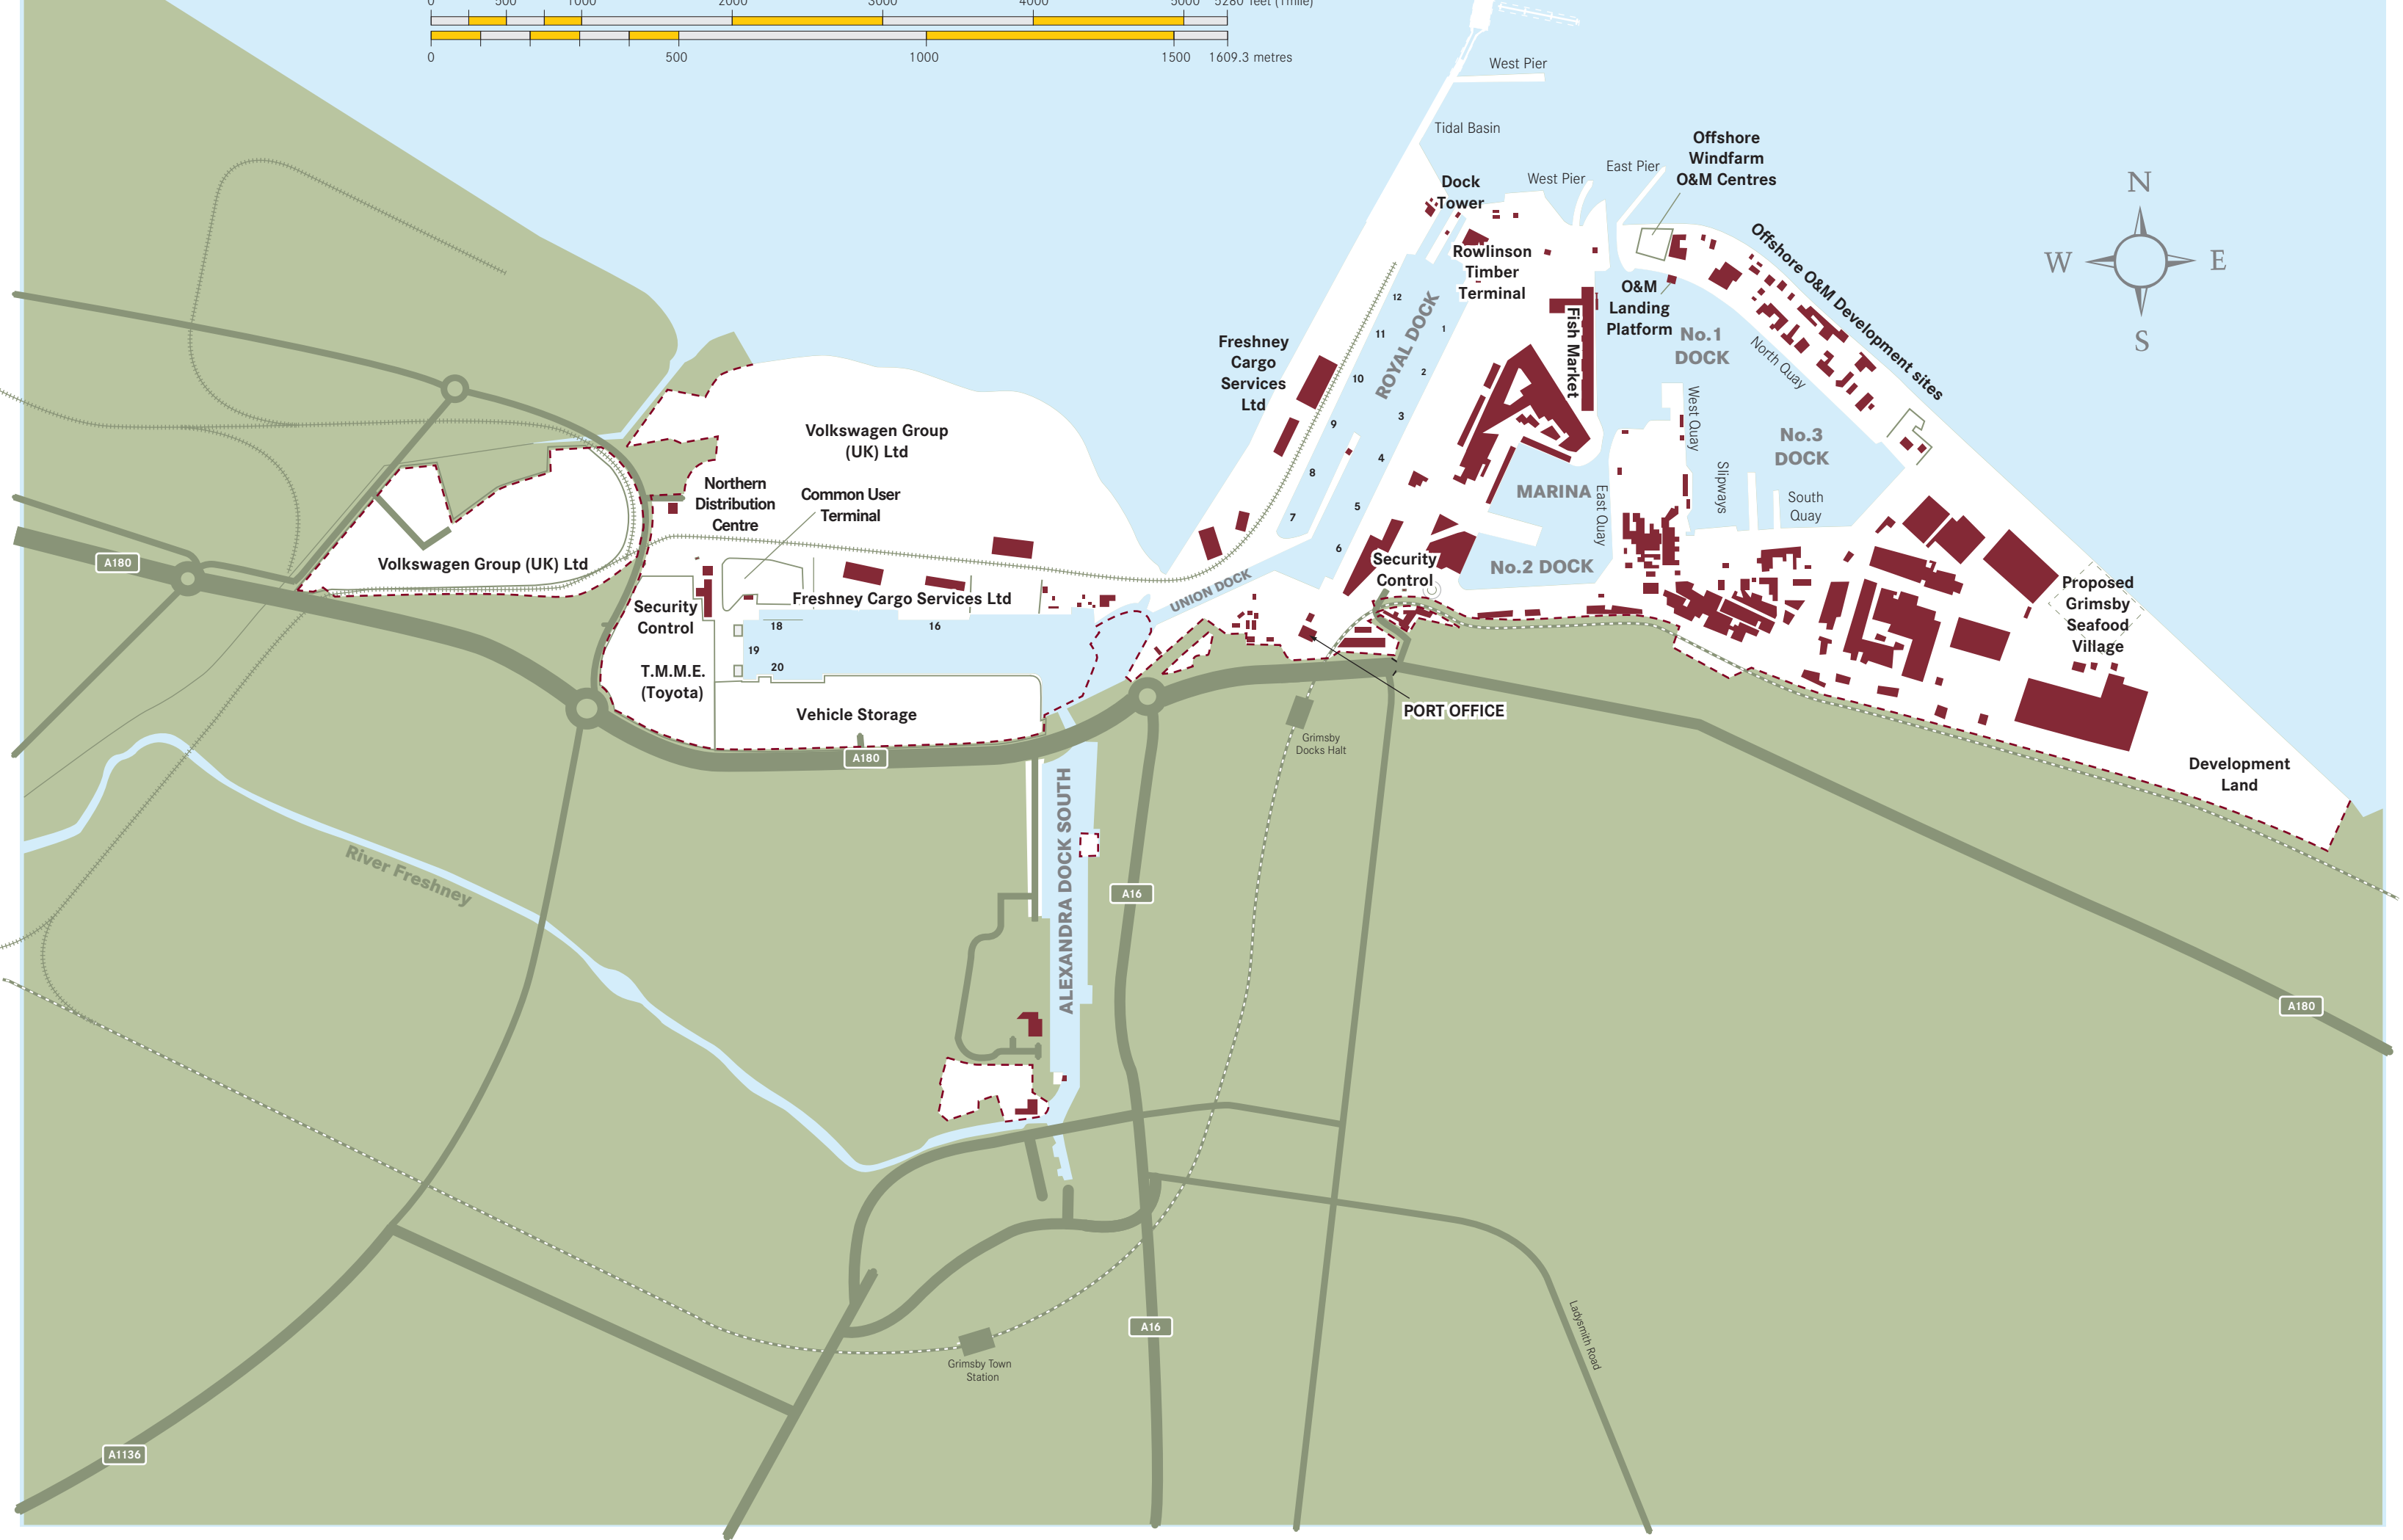 0 500 1000 2000 3000 4000 5000 5280 feet (1mile)
0 500 1000 1500 1609.3 metres
West Pier
Tidal Basin
Offshore
Windfarm
O&M Centres
East Pier
West Pier
Dock
Tower
N
W E
S
Rowlinson
Timber
Terminal
Offshore O&M Development sites
O&M
Landing
Platform
Fish Market
No.1
DOCK
North Quay
ROYAL DOCK
12
11
10
9
8
7
1
2
3
4
5
6
Freshney
Cargo
Services
Ltd
West Quay
No.3
DOCK
Slipways
South
Quay
MARINA
East Quay
No.2 DOCK
Security
Control
UNION DOCK
PORT OFFICE
Proposed
Grimsby
Seafood
Village
Development
Land
Volkswagen Group
(UK) Ltd
Northern
Distribution
Centre
Common User
Terminal
Volkswagen Group (UK) Ltd
A180
Security
Control
Freshney Cargo Services Ltd
18
16
19
20
T.M.M.E.
(Toyota)
Vehicle Storage
A180
Grimsby
Docks Halt
ALEXANDRA DOCK SOUTH
River Freshney
A16
A180
Grimsby Town
Station
A16
Ladysmith Road
A1136